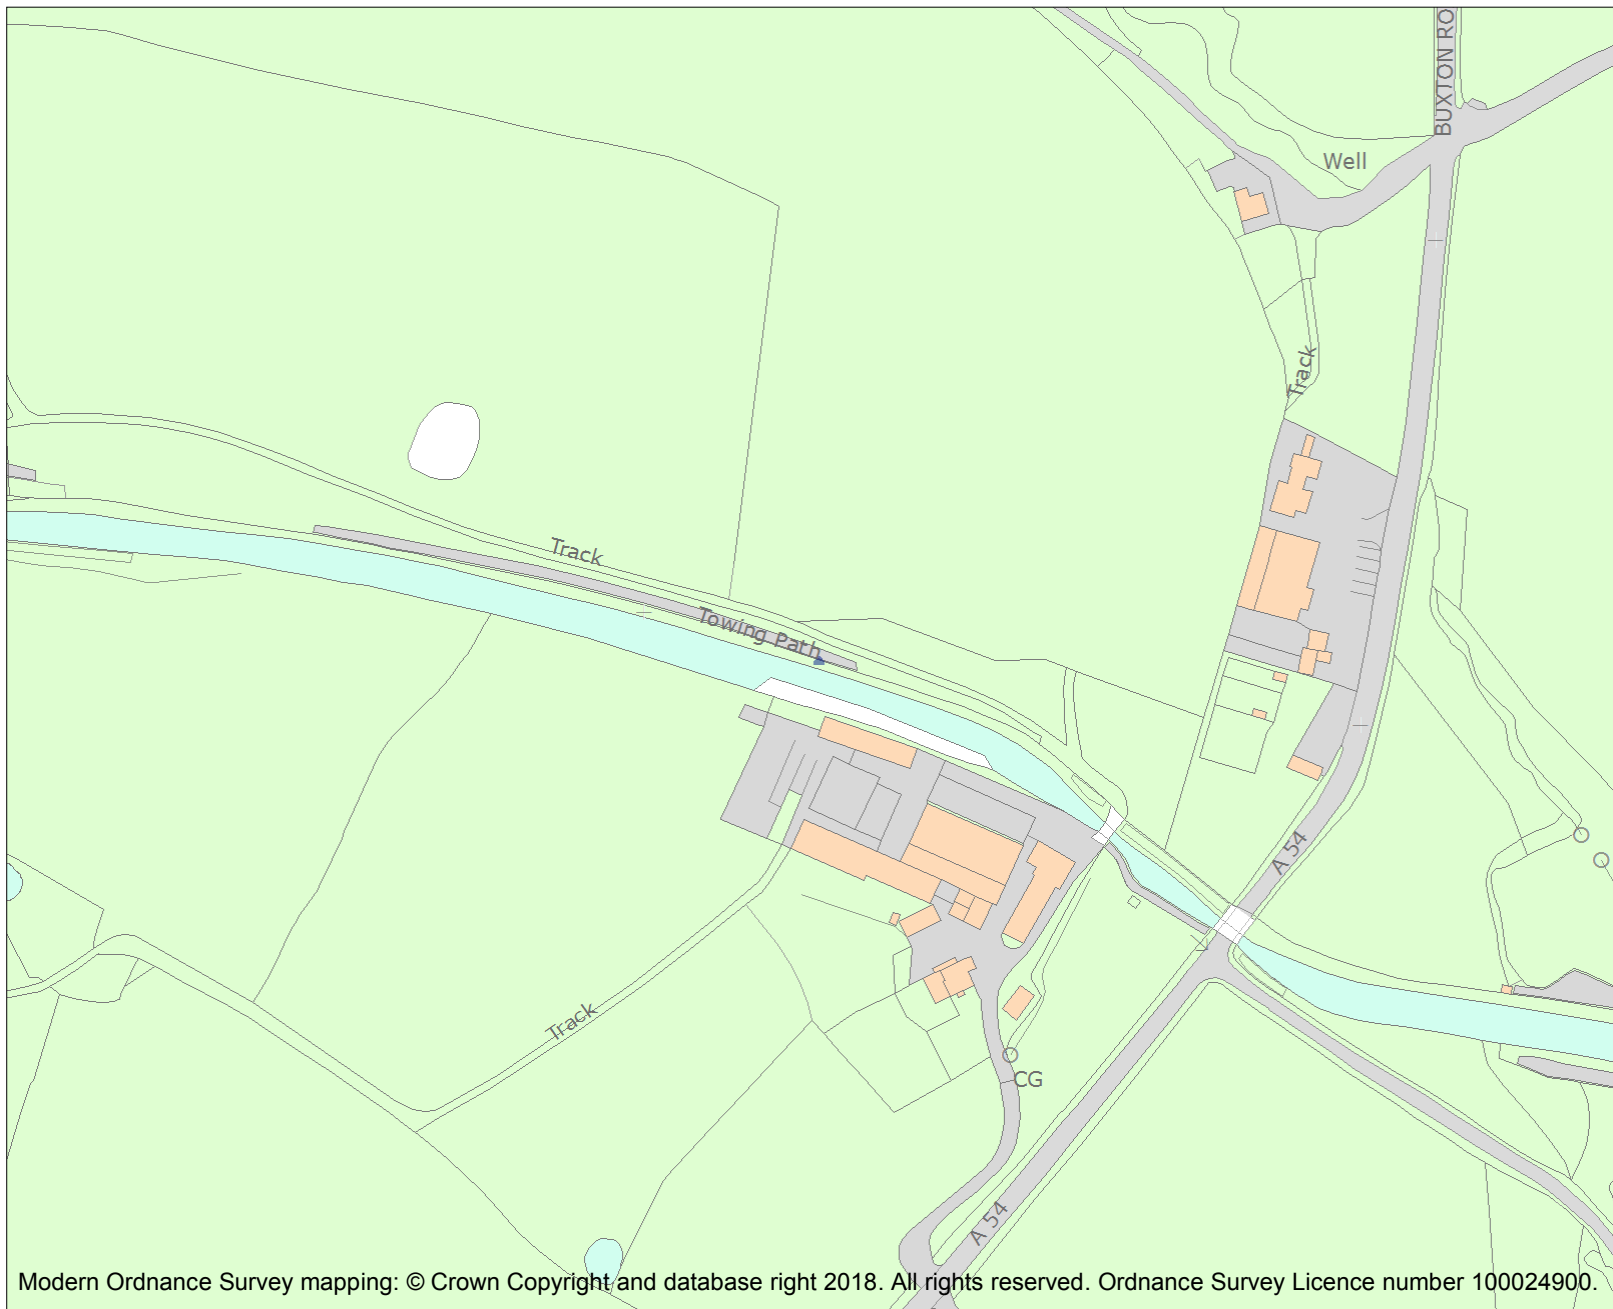 BUXTON RO
Well
Track
Track
Towing Path
A 54
Track
CG
A 54
Modern Ordnance Survey mapping: © Crown Copyright and database right 2018. All rights reserved. Ordnance Survey Licence number 100024900.